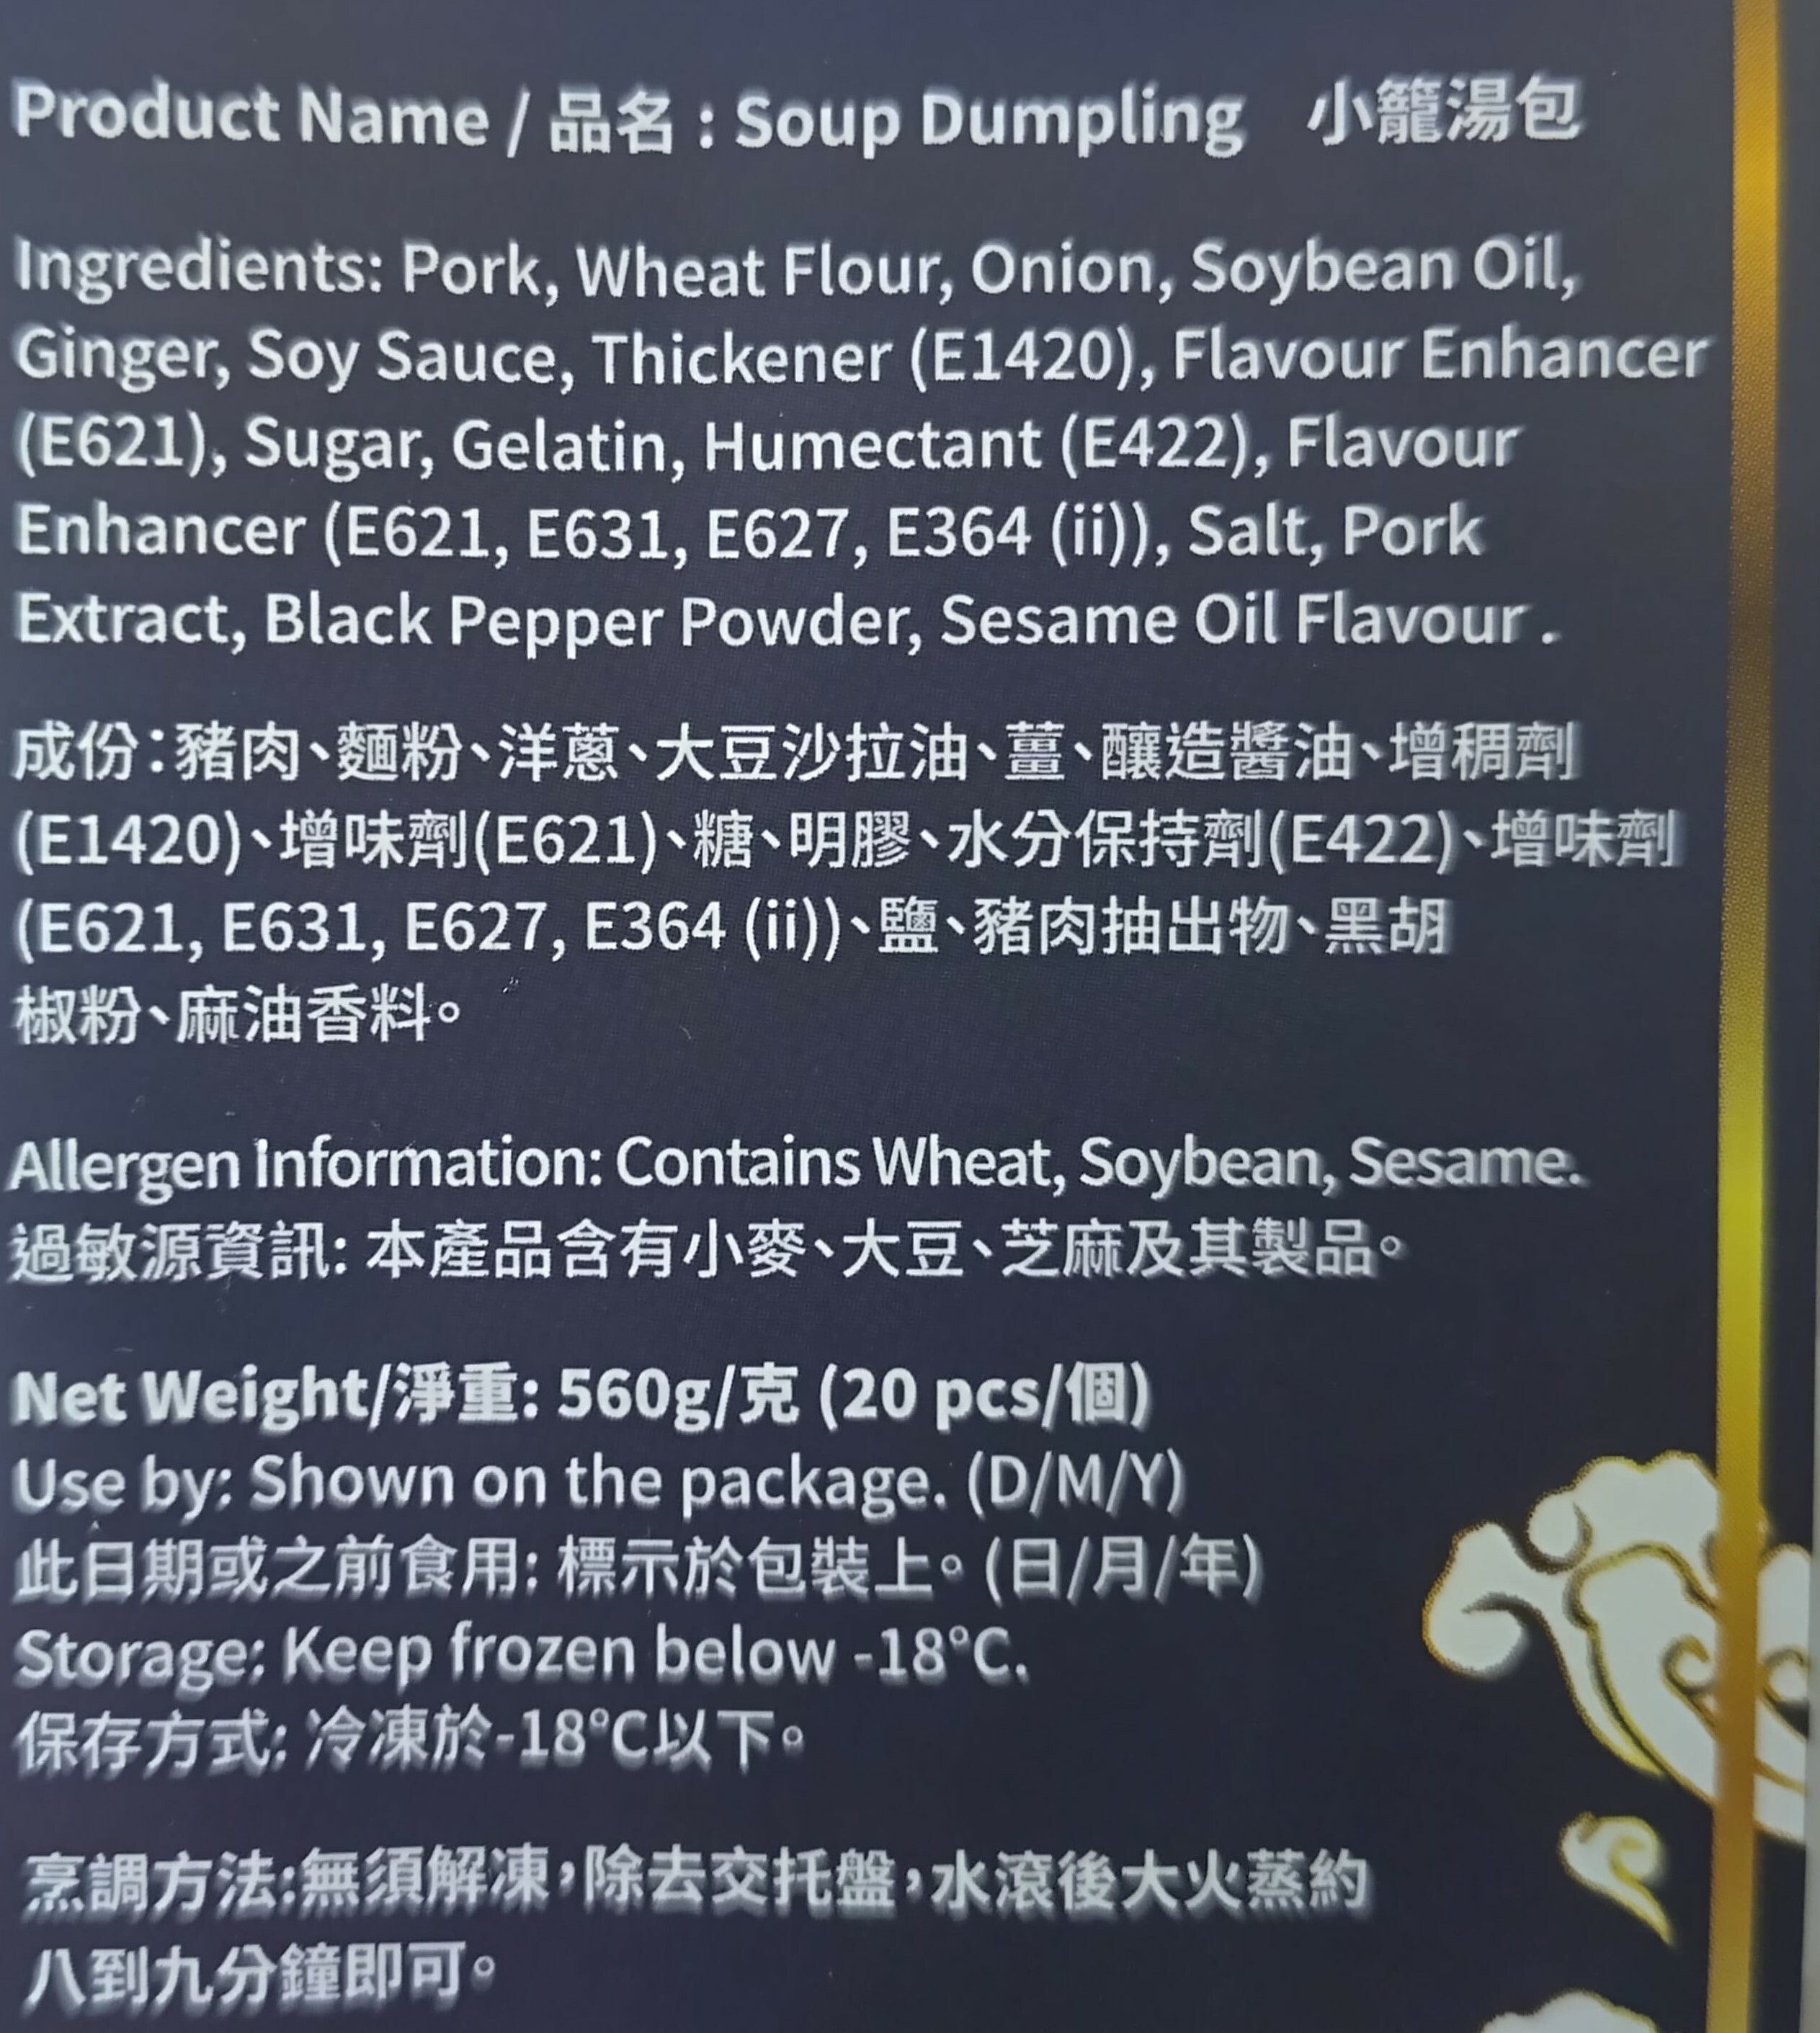 Product Name / 品名 : Soup Dumpling 小籠湯包
Ingredients: Pork, Wheat Flour, Onion, Soybean Oil,
Ginger, Soy Sauce, Thickener (E1420), Flavour Enhancer
(E621), Sugar, Gelatin, Humectant (E422), Flavour
Enhancer (E621, E631, E627, E364 (ii)), Salt, Pork
Extract, Black Pepper Powder, Sesame Oil Flavour .
成份：豬肉、麵粉、洋蔥、大豆沙拉油、薑、釀造醬油、增稠劑
(E1420)、增味劑(E621)、糖、明膠、水分保持劑(E422)、增味劑
(E621, E631, E627, E364 (ii))、鹽、豬肉抽出物、黑胡
椒粉、麻油香料。
Allergen Information: Contains Wheat, Soybean, Sesame.
過敏源資訊: 本產品含有小麥、大豆、芝麻及其製品。
Net Weight/淨重: 560g/克 (20 pcs/個)
Use by: Shown on the package. (D/M/Y)
此日期或之前食用: 標示於包裝上。(日/月/年)
Storage: Keep frozen below -18°C.
保存方式: 冷凍於-18°C以下。
烹調方法:無須解凍，除去交托盤，水滾後大火蒸約
八到九分鐘即可。